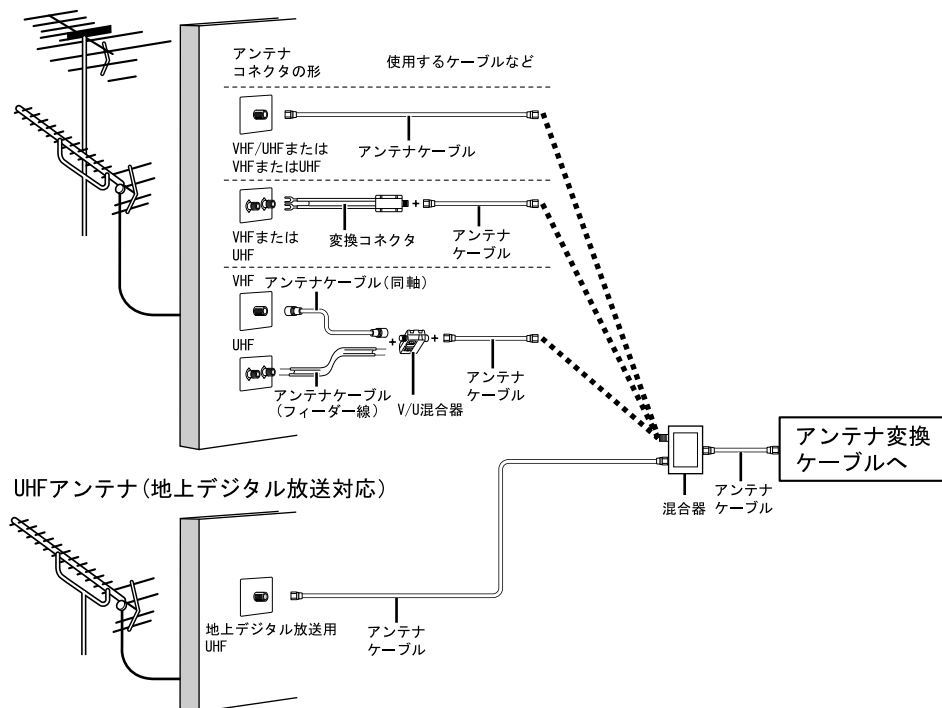 アンテナ
コネクタの形
使用するケーブルなど
VHF/UHFまたは
VHFまたはUHF
アンテナケーブル
VHFまたは
UHF
変換コネクタ
+
アンテナ
ケーブル
VHF
アンテナケーブル(同軸)
UHF
アンテナケーブル
(フィーダー線)
+
V/U混合器
+
アンテナ
ケーブル
混合器
アンテナ
ケーブル
アンテナ変換
ケーブルへ
UHFアンテナ(地上デジタル放送対応)
地上デジタル放送用
UHF
アンテナ
ケーブル